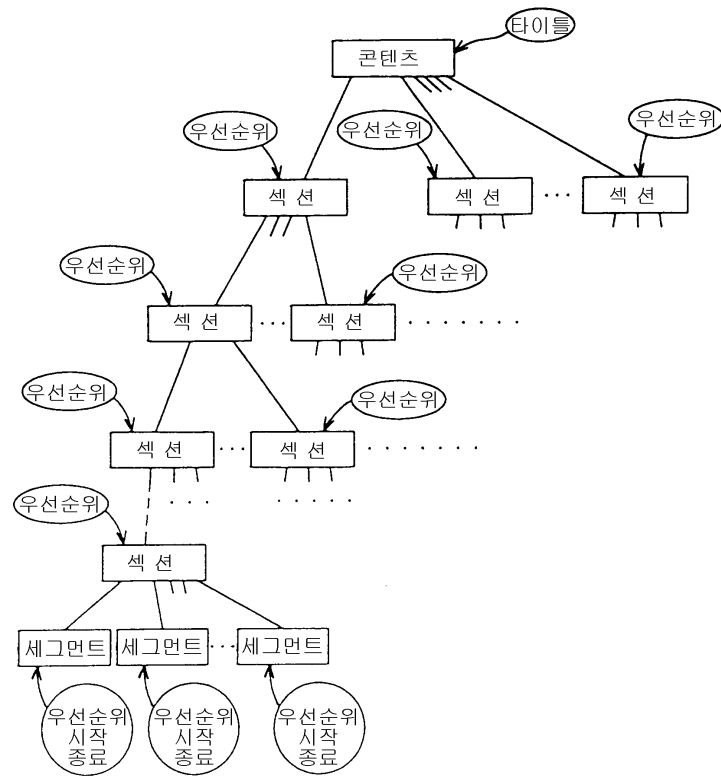 타이틀
콘텐츠
우선순위
우선순위
우선순위
섹 션
섹 션
...
섹 션
우선순위
우선순위
섹 션
...
섹 션
.......
우선순위
우선순위
섹 션
...
섹 션
.......
우선순위
섹 션
세그먼트
세그먼트
...
세그먼트
우선순위
시작
종료
우선순위
시작
종료
우선순위
시작
종료